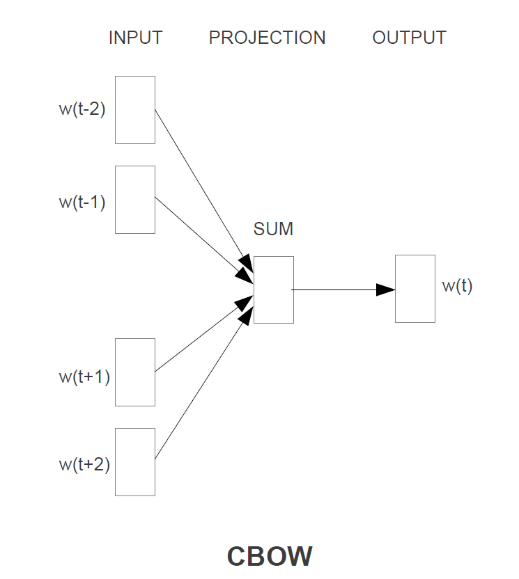 INPUT PROJECTION OUTPUT
w(t-2)
w(t-1)
SUM
w(t)
w(t+1)
w(t+2)
CBOW